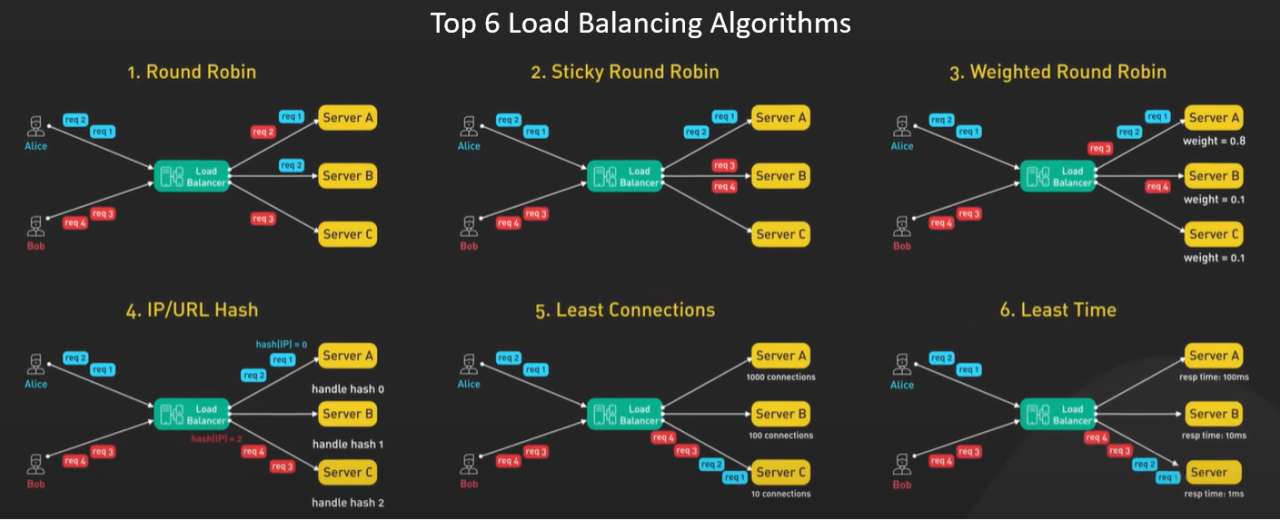 Top 6 Load Balancing Algorithms
1. Round Robin
req 2
req 1
Alice
req 4
req 3
Bob
Load
Balancer
req 1
req 2
req 2
req 3
Server A
Server B
Server C
2. Sticky Round Robin
req 2
req 1
Alice
req 4
req 3
Bob
Load
Balancer
req 1
req 2
req 3
req 4
Server A
Server B
Server C
3. Weighted Round Robin
req 2
req 1
Alice
req 4
req 3
Bob
Load
Balancer
req 1
req 2
req 3
req 4
Server A
weight = 0.8
Server B
weight = 0.1
Server C
weight = 0.1
4. IP/URL Hash
req 2
req 1
Alice
req 4
req 3
Bob
Load
Balancer
hash(IP) = 0
req 1
req 2
hash(IP) = 2
req 4
req 3
Server A
handle hash 0
Server B
handle hash 1
Server C
handle hash 2
5. Least Connections
req 2
req 1
Alice
req 4
req 3
Bob
Load
Balancer
req 4
req 3
req 2
req 1
Server A
1000 connections
Server B
100 connections
Server C
10 connections
6. Least Time
req 2
req 1
Alice
req 4
req 3
Bob
Load
Balancer
req 4
req 3
req 2
req 1
Server A
resp time: 100ms
Server B
resp time: 10ms
Server
resp time: 1ms